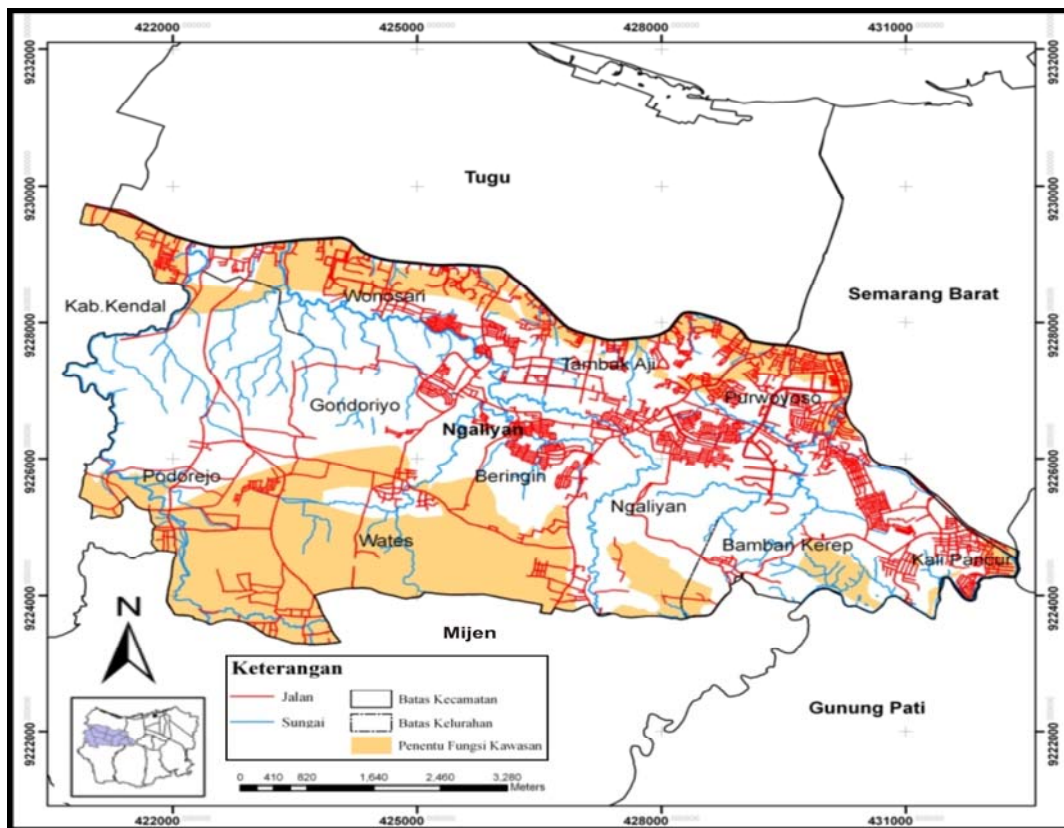 422000
425000
428000
431000
9232000
9232000
Tugu
9230000
9230000
Semarang Barat
Kab.Kendal
Wonosari
9228000
9228000
Tambak Aji
Purwoyoso
Gondoriyo
Ngaliyan
9226000
9226000
Podorejo
Beringin
Ngaliyan
Wates
Bamban Kerep
Kali Pancur
9224000
9224000
N
Mijen
Keterangan
Jalan
Batas Kecamatan
Sungai
Batas Kelurahan
Penentu Fungsi Kawasan
Gunung Pati
9222000
9222000
0 410 820 1,640 2,460 3,280
Meters
422000
425000
428000
431000